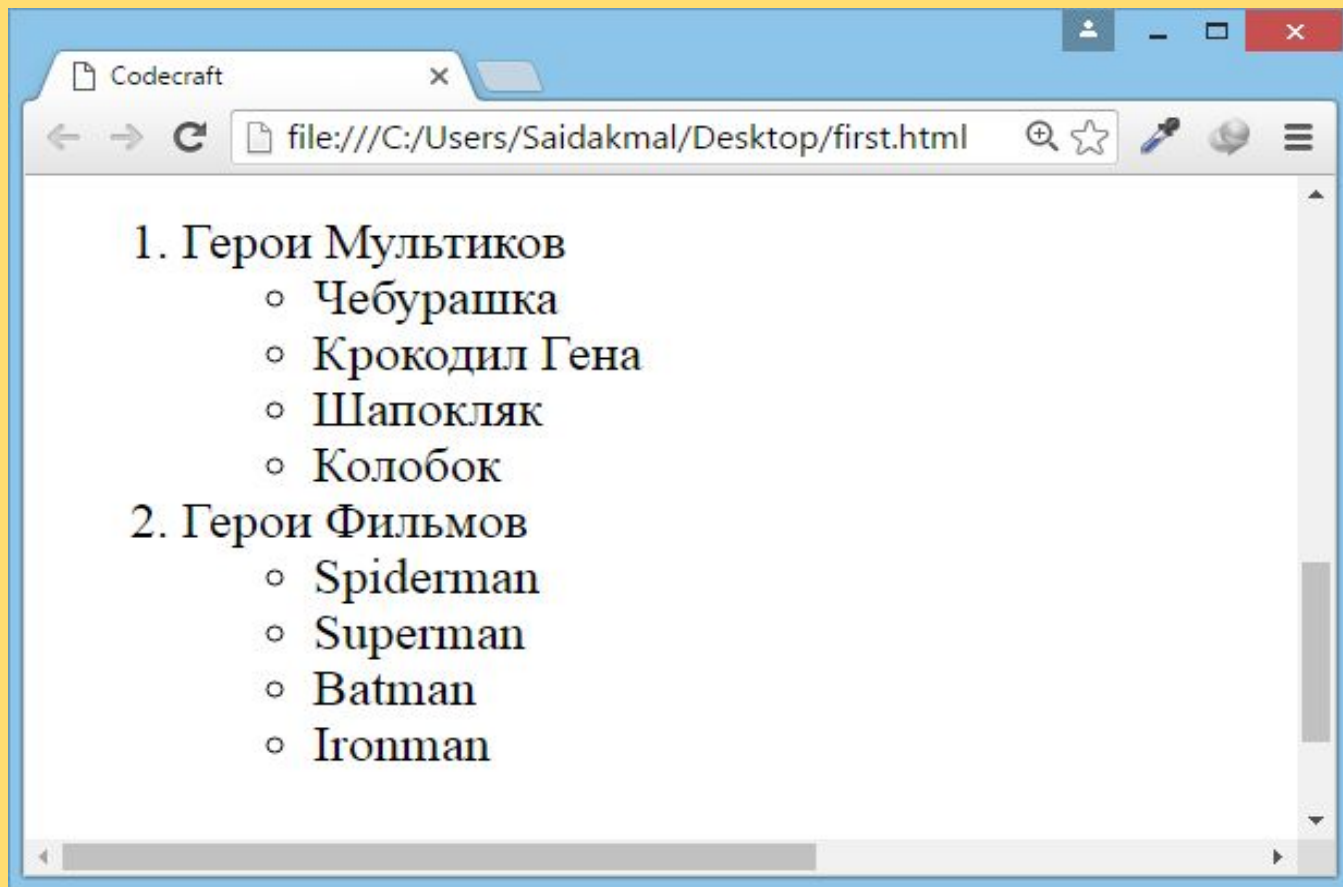 Codecraft
file:///C:/Users/Saidakmal/Desktop/first.html
1. Герои Мультиков
Чебурашка
Крокодил Гена
Шапокляк
Колобок
2. Герои Фильмов
Spiderman
Superman
Batman
Ironman